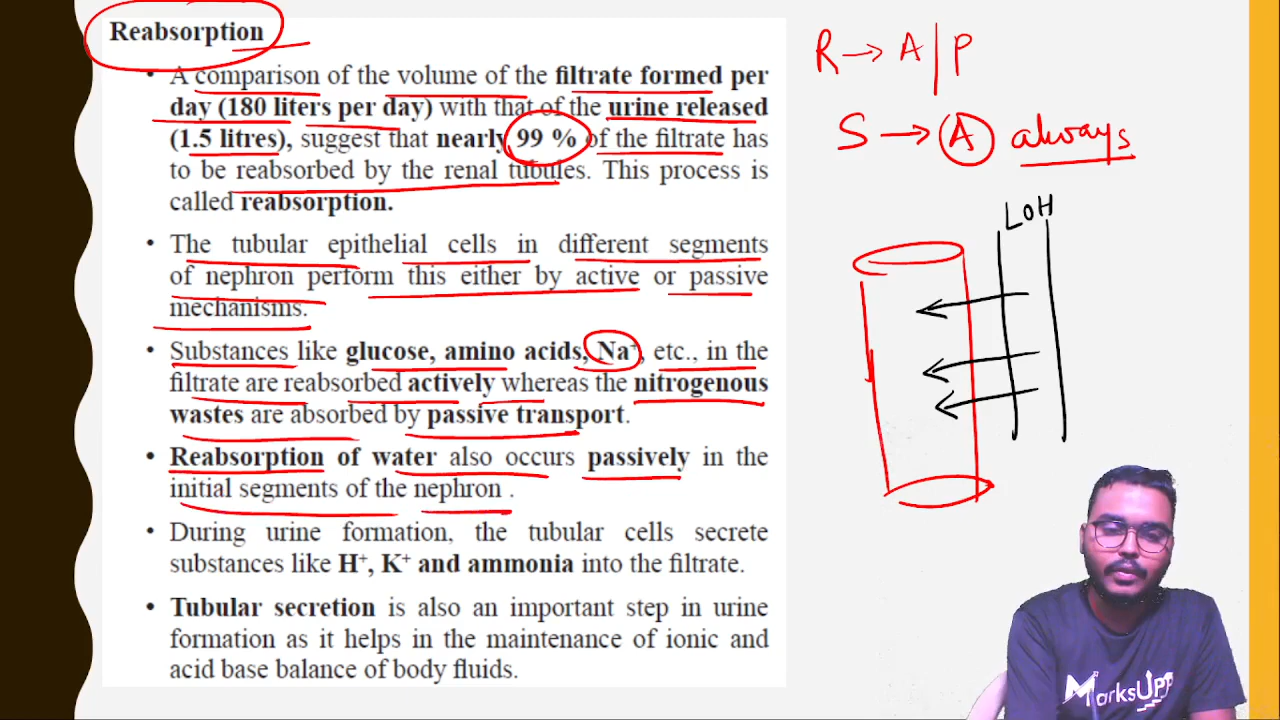 Reabsorption
• A comparison of the volume of the filtrate formed per
day (180 liters per day) with that of the urine released
(1.5 litres), suggest that nearly 99 % of the filtrate has
to be reabsorbed by the renal tubules. This process is
called reabsorption.
• The tubular epithelial cells in different segments
of nephron perform this either by active or passive
mechanisms.
• Substances like glucose, amino acids, Na⁺, etc., in the
filtrate are reabsorbed actively whereas the nitrogenous
wastes are absorbed by passive transport.
• Reabsorption of water also occurs passively in the
initial segments of the nephron .
• During urine formation, the tubular cells secrete
substances like H⁺, K⁺ and ammonia into the filtrate.
• Tubular secretion is also an important step in urine
formation as it helps in the maintenance of ionic and
acid base balance of body fluids.
R → A | P
S → A always
LOH
MarksUPP